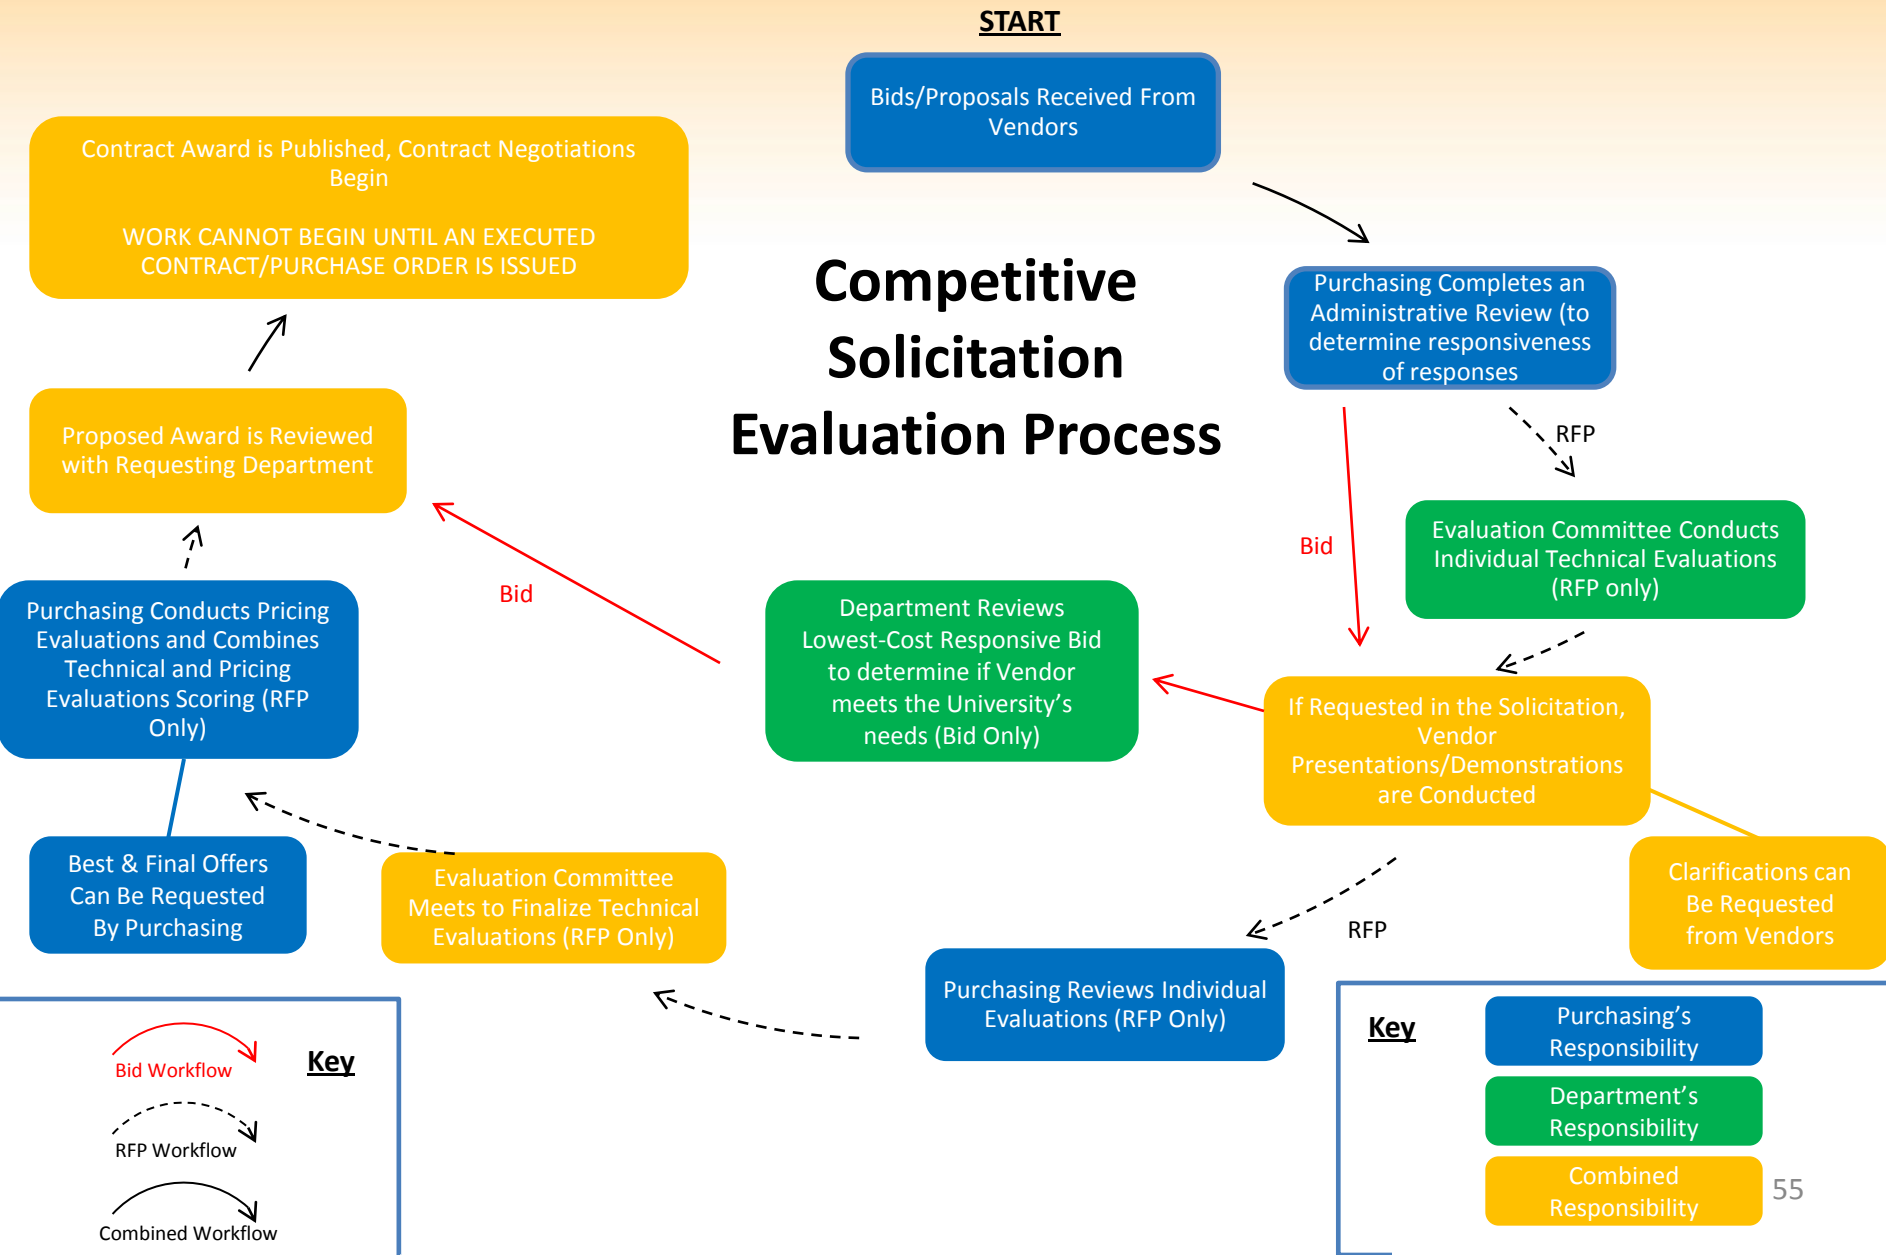 START
Bids/Proposals Received From
Vendors
Contract Award is Published, Contract Negotiations
Begin
WORK CANNOT BEGIN UNTIL AN EXECUTED
CONTRACT/PURCHASE ORDER IS ISSUED
Competitive
Solicitation
Evaluation Process
Purchasing Completes an
Administrative Review (to
determine responsiveness
of responses
RFP
Bid
Proposed Award is Reviewed
with Requesting Department
Evaluation Committee Conducts
Individual Technical Evaluations
(RFP only)
Bid
Purchasing Conducts Pricing
Evaluations and Combines
Technical and Pricing
Evaluations Scoring (RFP
Only)
Department Reviews
Lowest-Cost Responsive Bid
to determine if Vendor
meets the University’s
needs (Bid Only)
If Requested in the Solicitation,
Vendor
Presentations/Demonstrations
are Conducted
Best & Final Offers
Can Be Requested
By Purchasing
Evaluation Committee
Meets to Finalize Technical
Evaluations (RFP Only)
RFP
Clarifications can
Be Requested
from Vendors
Purchasing Reviews Individual
Evaluations (RFP Only)
Key
Bid Workflow
RFP Workflow
Combined Workflow
Key
Purchasing’s
Responsibility
Department’s
Responsibility
Combined
Responsibility
55